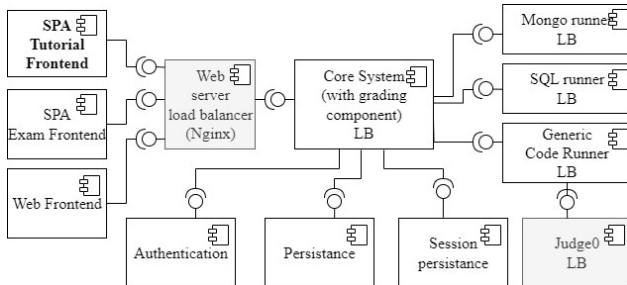 SPA
Tutorial
Frontend
SPA
Exam Frontend
Web Frontend
Web
server
load balancer
(Nginx)
Core System
(with grading
component)
LB
Mongo runner
LB
SQL runner
LB
Generic
Code Runner
LB
Authentication
Persistance
Session
persistance
Judge0
LB